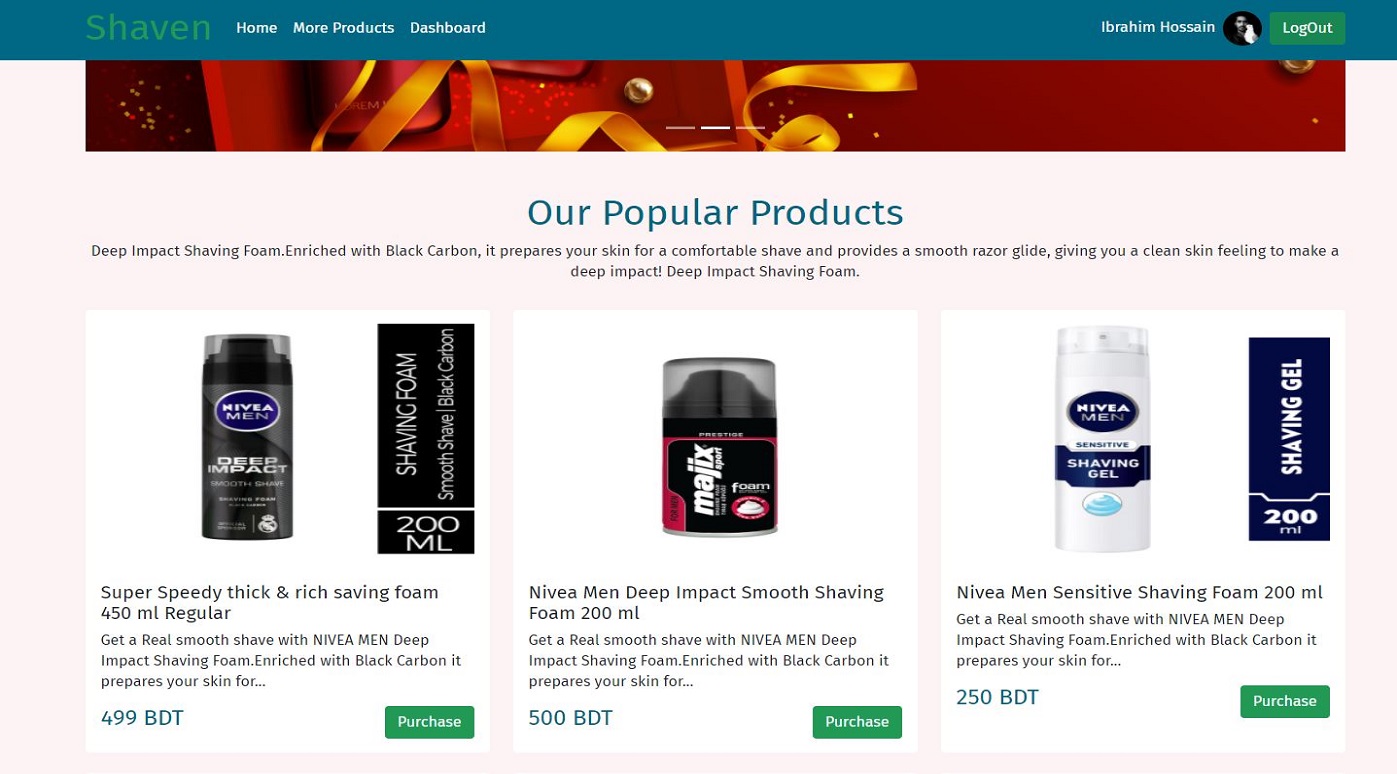 Shaven
Home
More Products
Dashboard
Ibrahim Hossain
LogOut
Our Popular Products
Deep Impact Shaving Foam.Enriched with Black Carbon, it prepares your skin for a comfortable shave and provides a smooth razor glide, giving you a clean skin feeling to make a
deep impact! Deep Impact Shaving Foam.
NIVEA
MEN
DEEP
IMPACT
SMOOTH SHAVE
SHAVING FOAM
SHAVING FOAM
Smooth Shave | Black Carbon
200
ML
Super Speedy thick & rich saving foam
450 ml Regular
Get a Real smooth shave with NIVEA MEN Deep
Impact Shaving Foam.Enriched with Black Carbon it
prepares your skin for...
499 BDT
Purchase
PRESTIGE
FOR MEN
majix
sport
foam
Nivea Men Deep Impact Smooth Shaving
Foam 200 ml
Get a Real smooth shave with NIVEA MEN Deep
Impact Shaving Foam.Enriched with Black Carbon it
prepares your skin for...
500 BDT
Purchase
NIVEA
MEN
SENSITIVE
SHAVING
GEL
SHAVING GEL
200
ml
Nivea Men Sensitive Shaving Foam 200 ml
Get a Real smooth shave with NIVEA MEN Deep
Impact Shaving Foam.Enriched with Black Carbon it
prepares your skin for...
250 BDT
Purchase